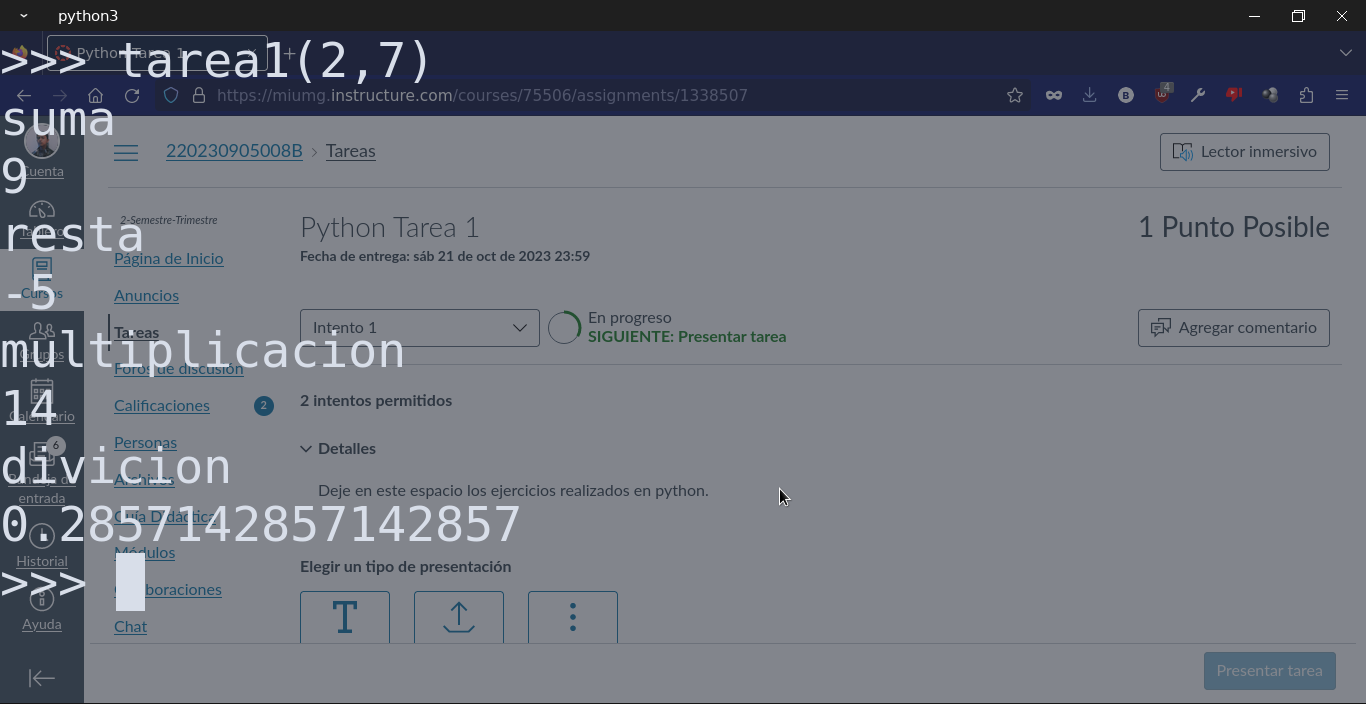 python3
Python Tarea 1
>>> tarea1(2,7)
https://miumg.instructure.com/courses/75506/assignments/1338507
4
suma
Cuenta
220230905008B > Tareas
Lector inmersivo
9
2-Semestre-Trimestre
Python Tarea 1
1 Punto Posible
resta
Página de Inicio
Fecha de entrega: sáb 21 de oct de 2023 23:59
-5
Cursos
Anuncios
Intento 1
En progreso
SIGUIENTE: Presentar tarea
Agregar comentario
Tareas
multiplicacion
Grupos
Foros de discusión
14
Calendario
Calificaciones
2
2 intentos permitidos
6
Personas
Detalles
divicion
Bandeja de
entrada
Archivos
Deje en este espacio los ejercicios realizados en python.
0.2857142857142857
Guía Didáctica
Historial
Módulos
Elegir un tipo de presentación
>>>
Colaboraciones
T
Ayuda
Chat
Presentar tarea